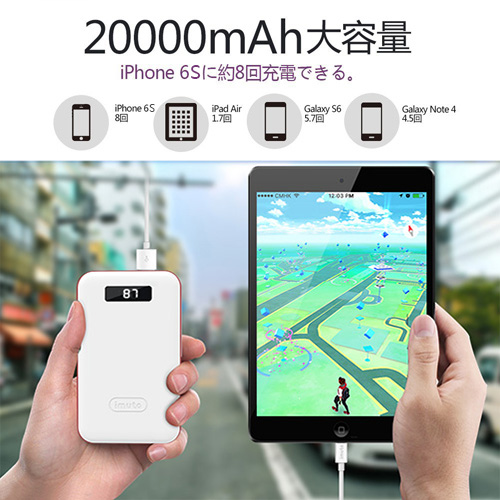 20000mAh大容量
iPhone 6Sに約8回充電できる。
iPhone 6S
8回
iPad Air
1.7回
Galaxy S6
5.7回
Galaxy Note 4
4.5回
CMHK
12:03 PM
87
imuto